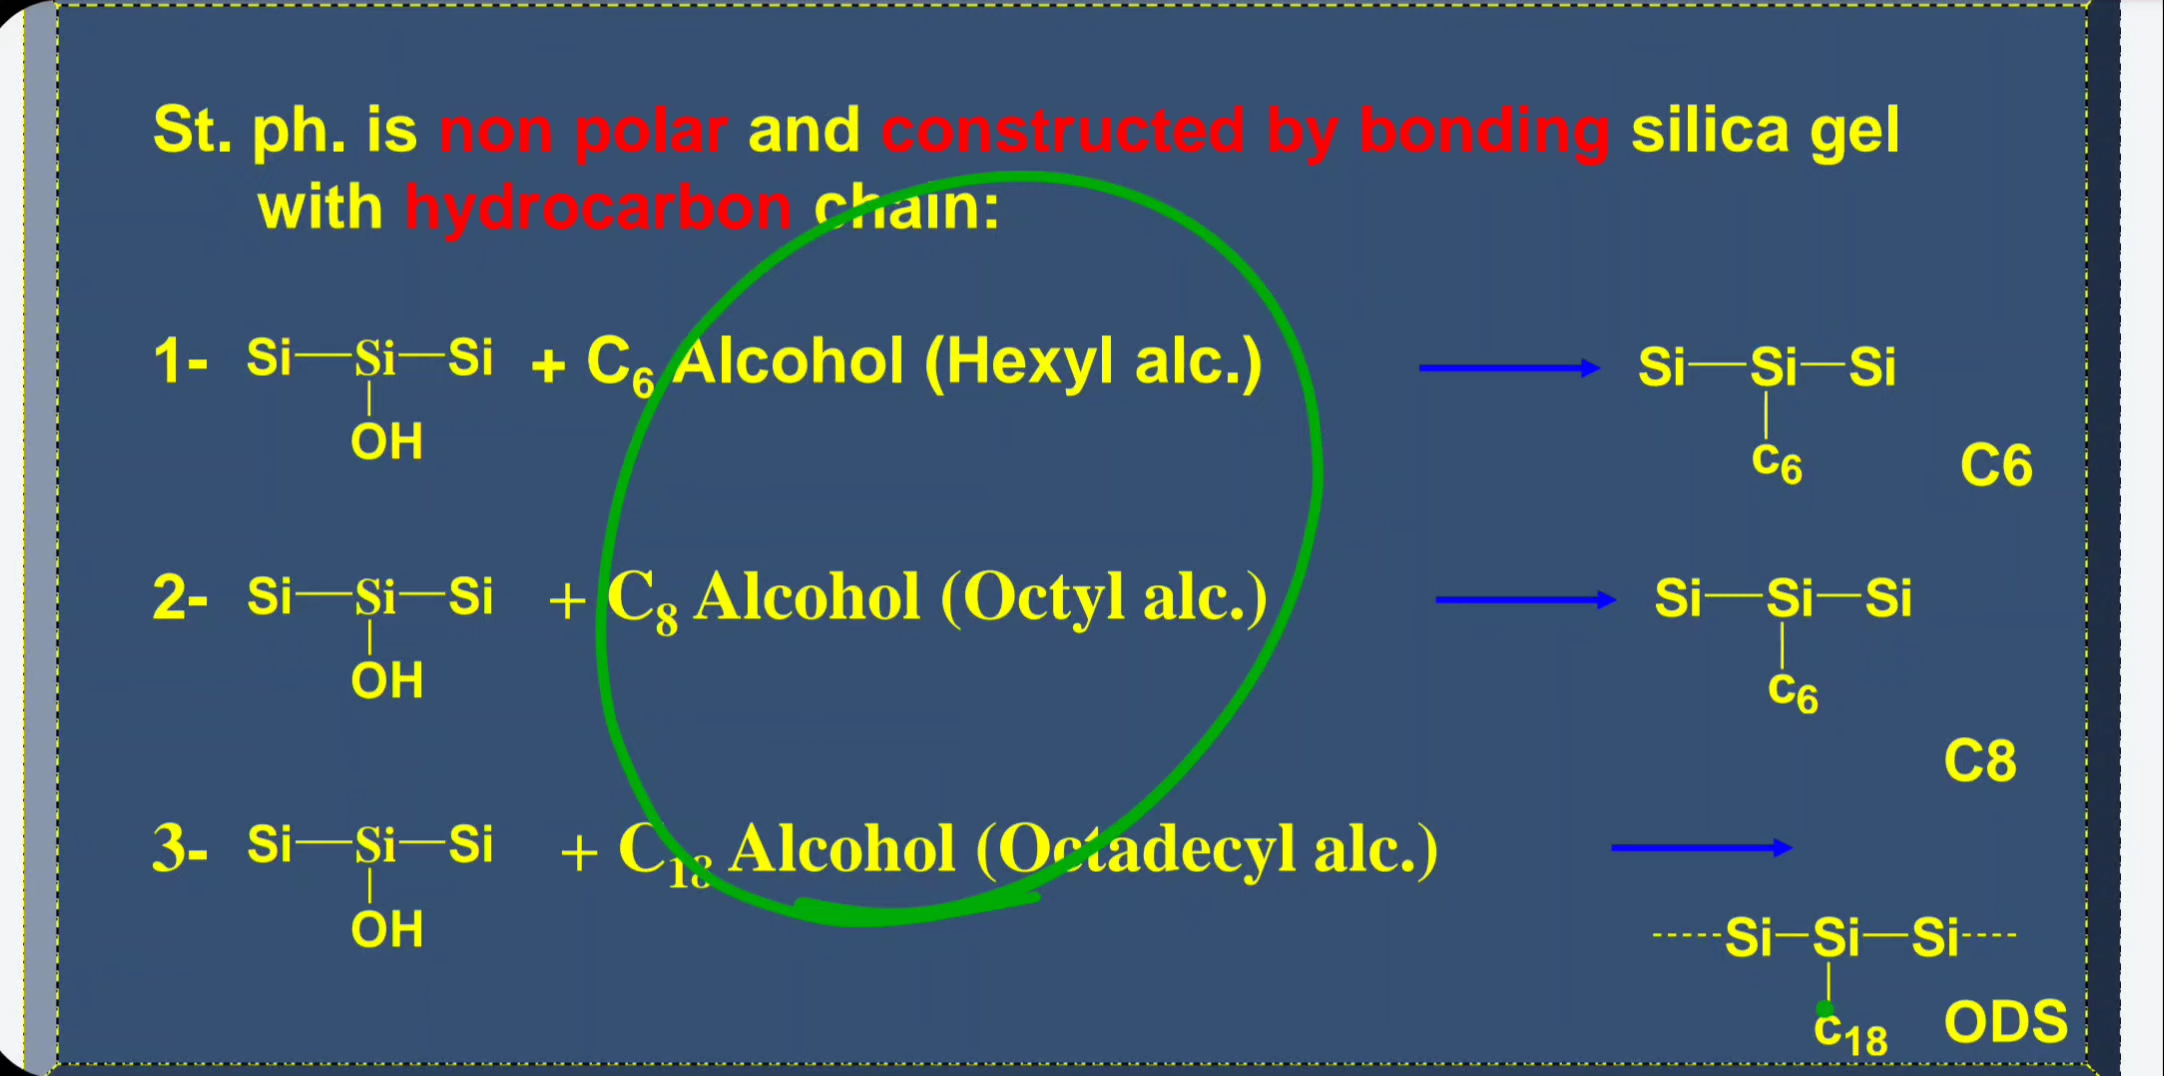 St. ph. is non polar and constructed by bonding silica gel
with hydrocarbon chain:
1- Si—Si—Si + C₆ Alcohol (Hexyl alc.) Si—Si—Si
OH c₆ C6
2- Si—Si—Si + C₈ Alcohol (Octyl alc.) Si—Si—Si
OH c₆
C8
3- Si—Si—Si + C₁₈ Alcohol (Octadecyl alc.)
OH -----Si—Si—Si----
c₁₈ ODS